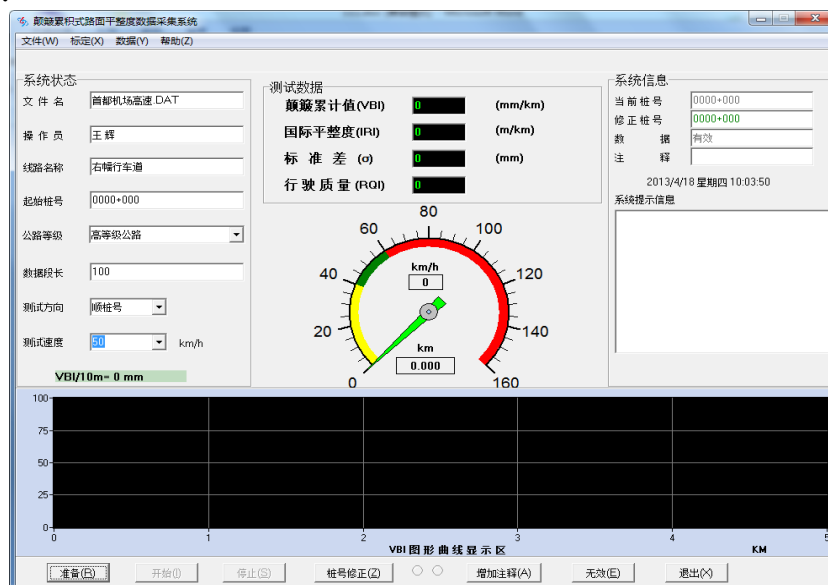 颠簸累积式路面平整度数据采集系统
文件(W) 标定(X) 数据(Y) 帮助(Z)
系统状态
文 件 名 首都机场高速.DAT
操 作 员 王 辉
线路名称 右幅行车道
起始桩号 0000+000
公路等级 高等级公路
数据段长 100
测试方向 顺桩号
测试速度 50 km/h
VBI/10m= 0 mm
测试数据
颠簸累计值(VBI) 0 (mm/km)
国际平整度(IRI) 0 (m/km)
标 准 差 (σ) 0 (mm)
行 驶 质 量 (RQI) 0
0 20 40 60 80 100 120 140 160
km/h
0
km
0.000
系统信息
当前桩号 0000+000
修正桩号 0000+000
数 据 有效
注 释
2013/4/18 星期四 10:03:50
系统提示信息
100
75
50
25
0
0 1 2 3 4 5
VBI 图 形 曲 线 显 示 区 KM
准备(R) 开始(I) 停止(S) 桩号修正(Z) 增加注释(A) 无效(E) 退出(X)